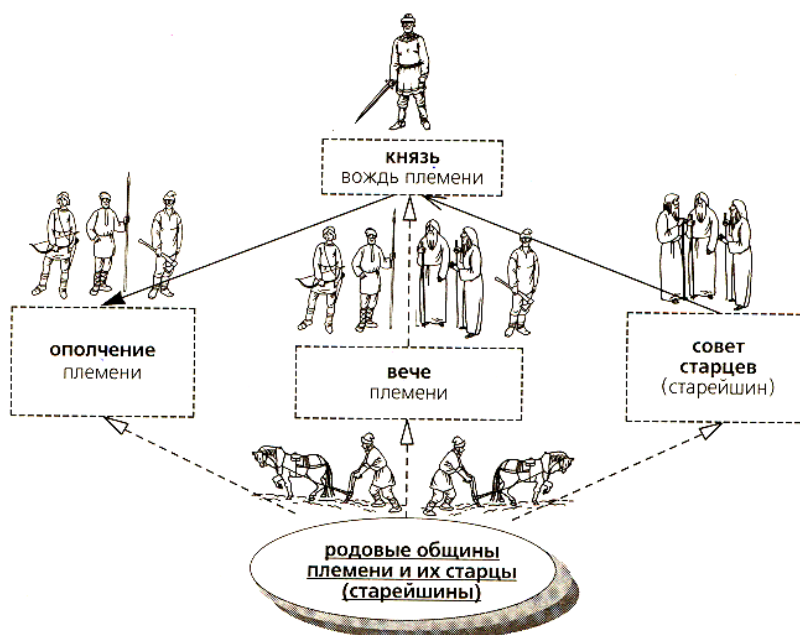 князь
вождь племени
ополчение
племени
вече
племени
совет
старцев
(старейшин)
родовые общины
племени и их старцы
(старейшины)